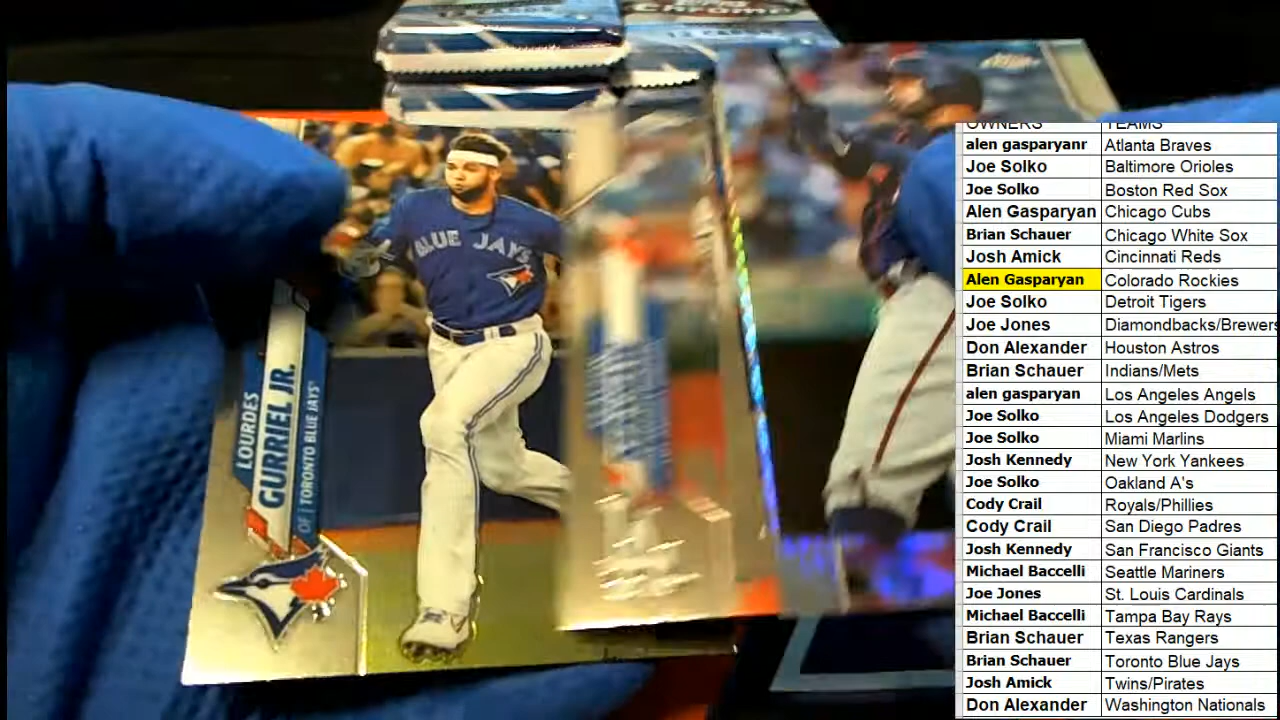 BLUE JAYS
LOURDES
GURRIEL JR.
OF | TORONTO BLUE JAYS
OWNERS TEAMS
alen gasparyanr Atlanta Braves
Joe Solko Baltimore Orioles
Joe Solko Boston Red Sox
Alen Gasparyan Chicago Cubs
Brian Schauer Chicago White Sox
Josh Amick Cincinnati Reds
Alen Gasparyan Colorado Rockies
Joe Solko Detroit Tigers
Joe Jones Diamondbacks/Brewers
Don Alexander Houston Astros
Brian Schauer Indians/Mets
alen gasparyan Los Angeles Angels
Joe Solko Los Angeles Dodgers
Joe Solko Miami Marlins
Josh Kennedy New York Yankees
Joe Solko Oakland A's
Cody Crail Royals/Phillies
Cody Crail San Diego Padres
Josh Kennedy San Francisco Giants
Michael Baccelli Seattle Mariners
Joe Jones St. Louis Cardinals
Michael Baccelli Tampa Bay Rays
Brian Schauer Texas Rangers
Brian Schauer Toronto Blue Jays
Josh Amick Twins/Pirates
Don Alexander Washington Nationals